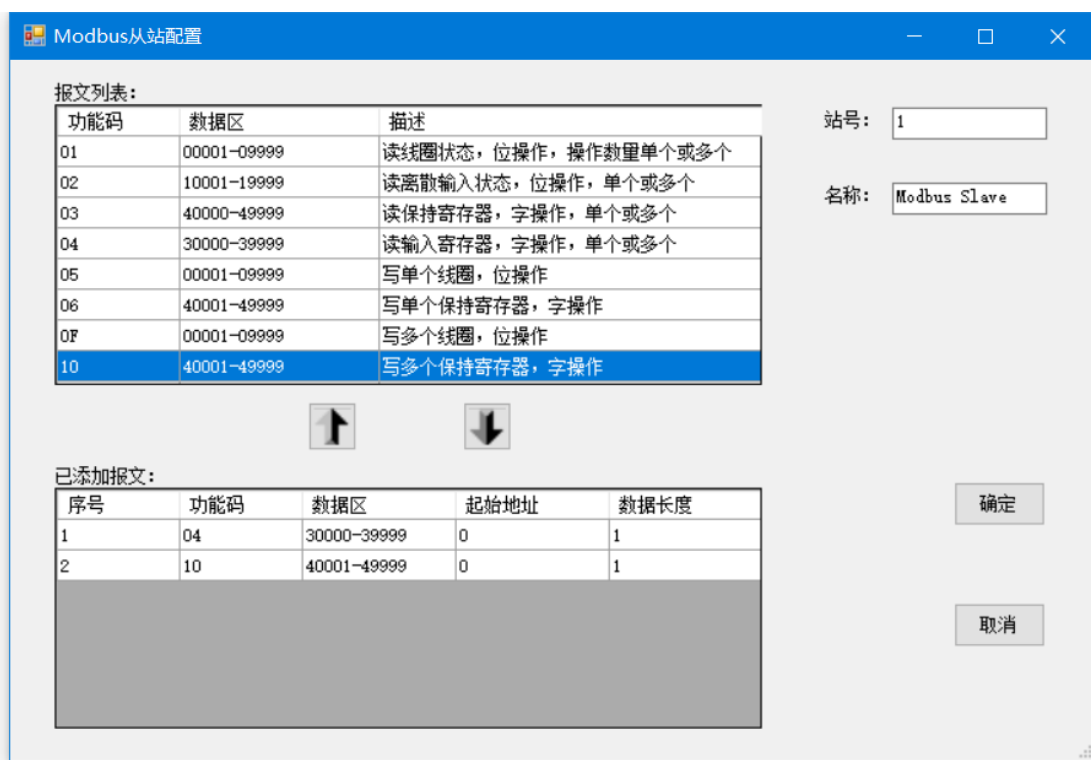 Modbus从站配置
报文列表:
功能码 数据区 描述
01 00001-09999 读线圈状态，位操作，操作数量单个或多个
02 10001-19999 读离散输入状态，位操作，单个或多个
03 40000-49999 读保持寄存器，字操作，单个或多个
04 30000-39999 读输入寄存器，字操作，单个或多个
05 00001-09999 写单个线圈，位操作
06 40001-49999 写单个保持寄存器，字操作
0F 00001-09999 写多个线圈，位操作
10 40001-49999 写多个保持寄存器，字操作
站号: 1
名称: Modbus Slave
已添加报文:
序号 功能码 数据区 起始地址 数据长度
1 04 30000-39999 0 1
2 10 40001-49999 0 1
确定
取消